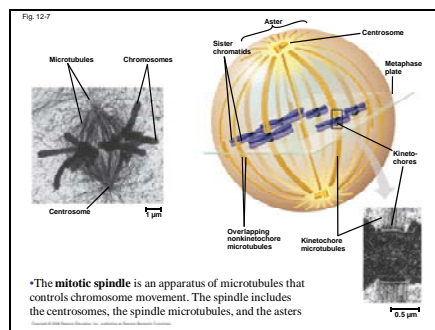 Fig. 12-7
Aster
Centrosome
Sister
chromatids
Metaphase
plate
Microtubules
Chromosomes
Kineto-
chores
Centrosome
1 µm
Overlapping
nonkinetochore
microtubules
Kinetochore
microtubules
0.5 µm
•The mitotic spindle is an apparatus of microtubules that
controls chromosome movement. The spindle includes
the centrosomes, the spindle microtubules, and the asters